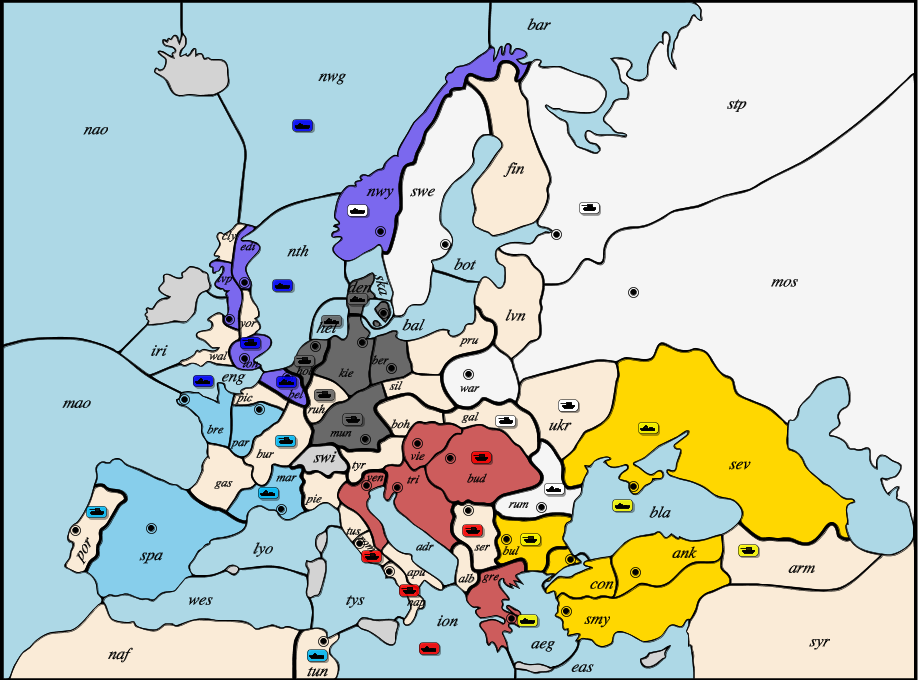 bar
nwg
stp
nao
fin
nwy
swe
cly
edi
nth
bot
lvp
den
ska
mos
lvn
hel
bal
yor
pru
iri
wal
lon
eng
hol
kie
ber
war
mao
bel
sil
pic
ruh
bre
par
mun
boh
gal
ukr
bur
swi
tyr
vie
sev
gas
mar
pie
ven
tri
bud
rum
bla
spa
lyo
tus
adr
ser
bul
por
rom
apu
alb
gre
con
ank
arm
wes
tys
nap
ion
smy
aeg
syr
naf
tun
eas